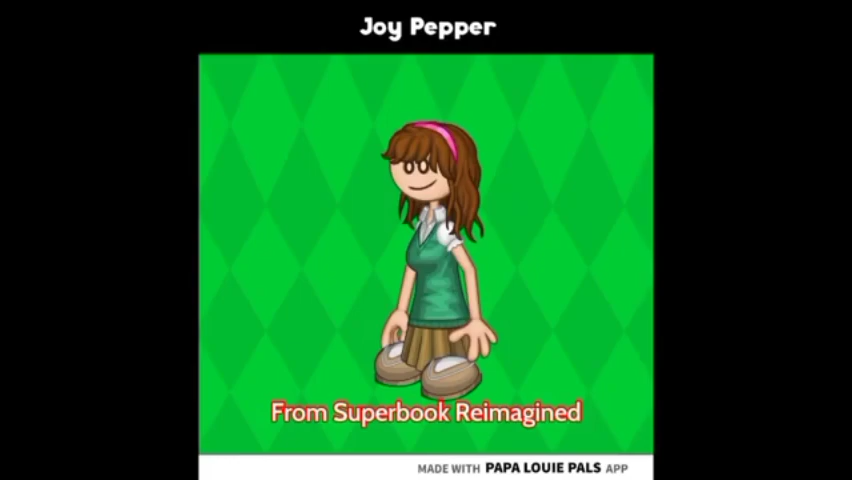 Joy Pepper
From Superbook Reimagined
MADE WITH PAPA LOUIE PALS APP